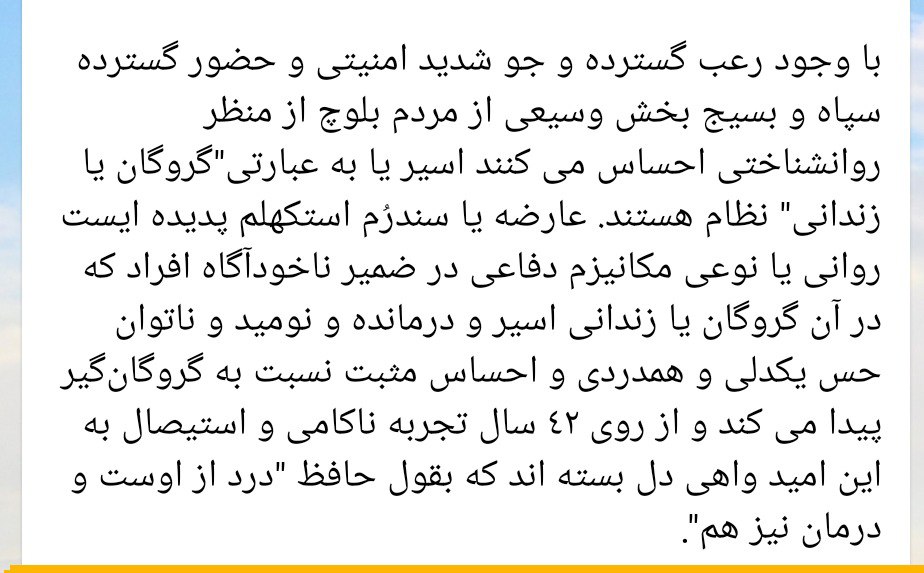 با وجود رعب گسترده و جو شدید امنیتی و حضور گسترده
سپاه و بسیج بخش وسیعی از مردم بلوچ از منظر
روانشناختی احساس می کنند اسیر یا به عبارتی"گروگان یا
زندانی" نظام هستند. عارضه یا سندرُم استکهلم پدیده ایست
روانی یا نوعی مکانیزم دفاعی در ضمیر ناخودآگاه افراد که
در آن گروگان یا زندانی اسیر و درمانده و نومید و ناتوان
حس یکدلی و همدردی و احساس مثبت نسبت به گروگان‌گیر
پیدا می کند و از روی ٤٢ سال تجربه ناکامی و استیصال به
این امید واهی دل بسته اند که بقول حافظ "درد از اوست و
درمان نیز هم".